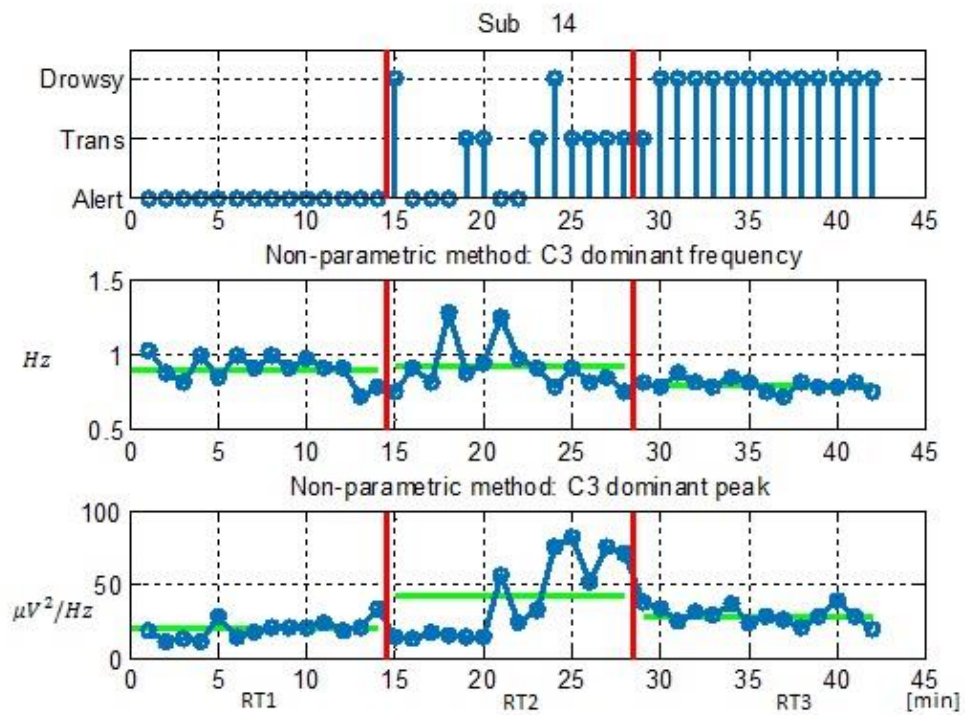 Sub 14
Drowsy
Trans
Alert
0 5 10 15 20 25 30 35 40 45
Non-parametric method: C3 dominant frequency
1.5
Hz
1
0.5
0 5 10 15 20 25 30 35 40 45
Non-parametric method: C3 dominant peak
100
50
μV²/Hz
0
0 5 10 15 20 25 30 35 40 45
RT1 RT2 RT3 [min]